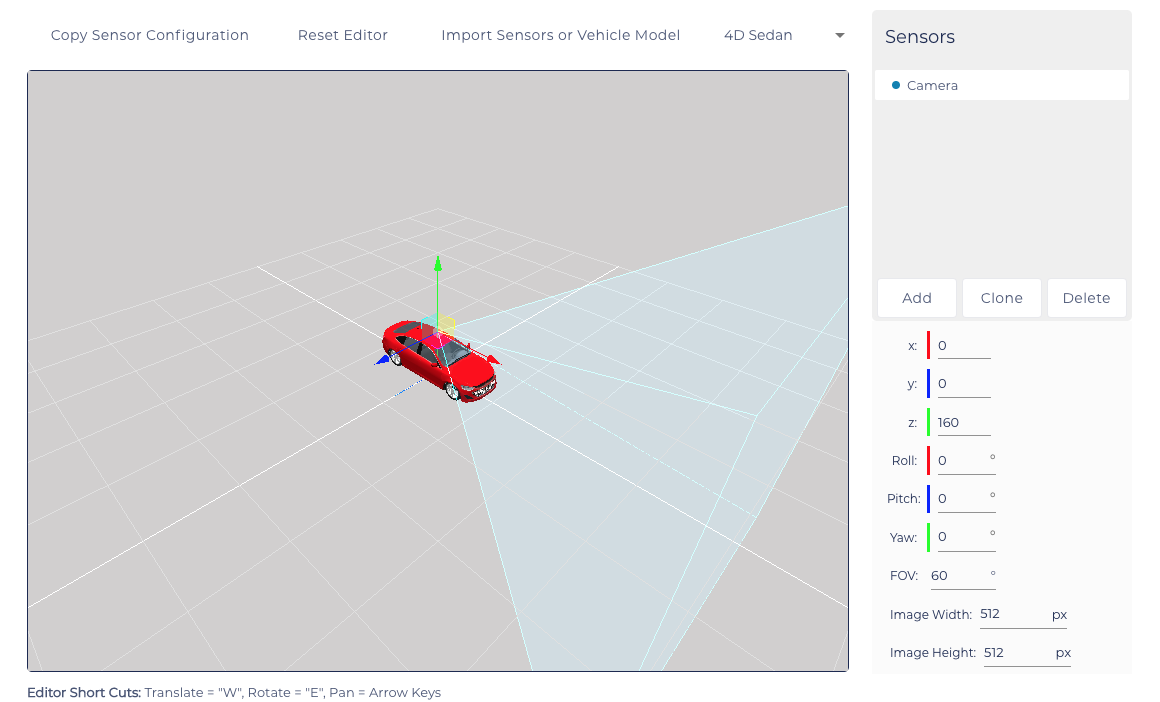 Copy Sensor Configuration
Reset Editor
Import Sensors or Vehicle Model
4D Sedan
Sensors
Camera
Add
Clone
Delete
x: 0
y: 0
z: 160
Roll: 0 °
Pitch: 0 °
Yaw: 0 °
FOV: 60 °
Image Width: 512 px
Image Height: 512 px
Editor Short Cuts: Translate = "W", Rotate = "E", Pan = Arrow Keys